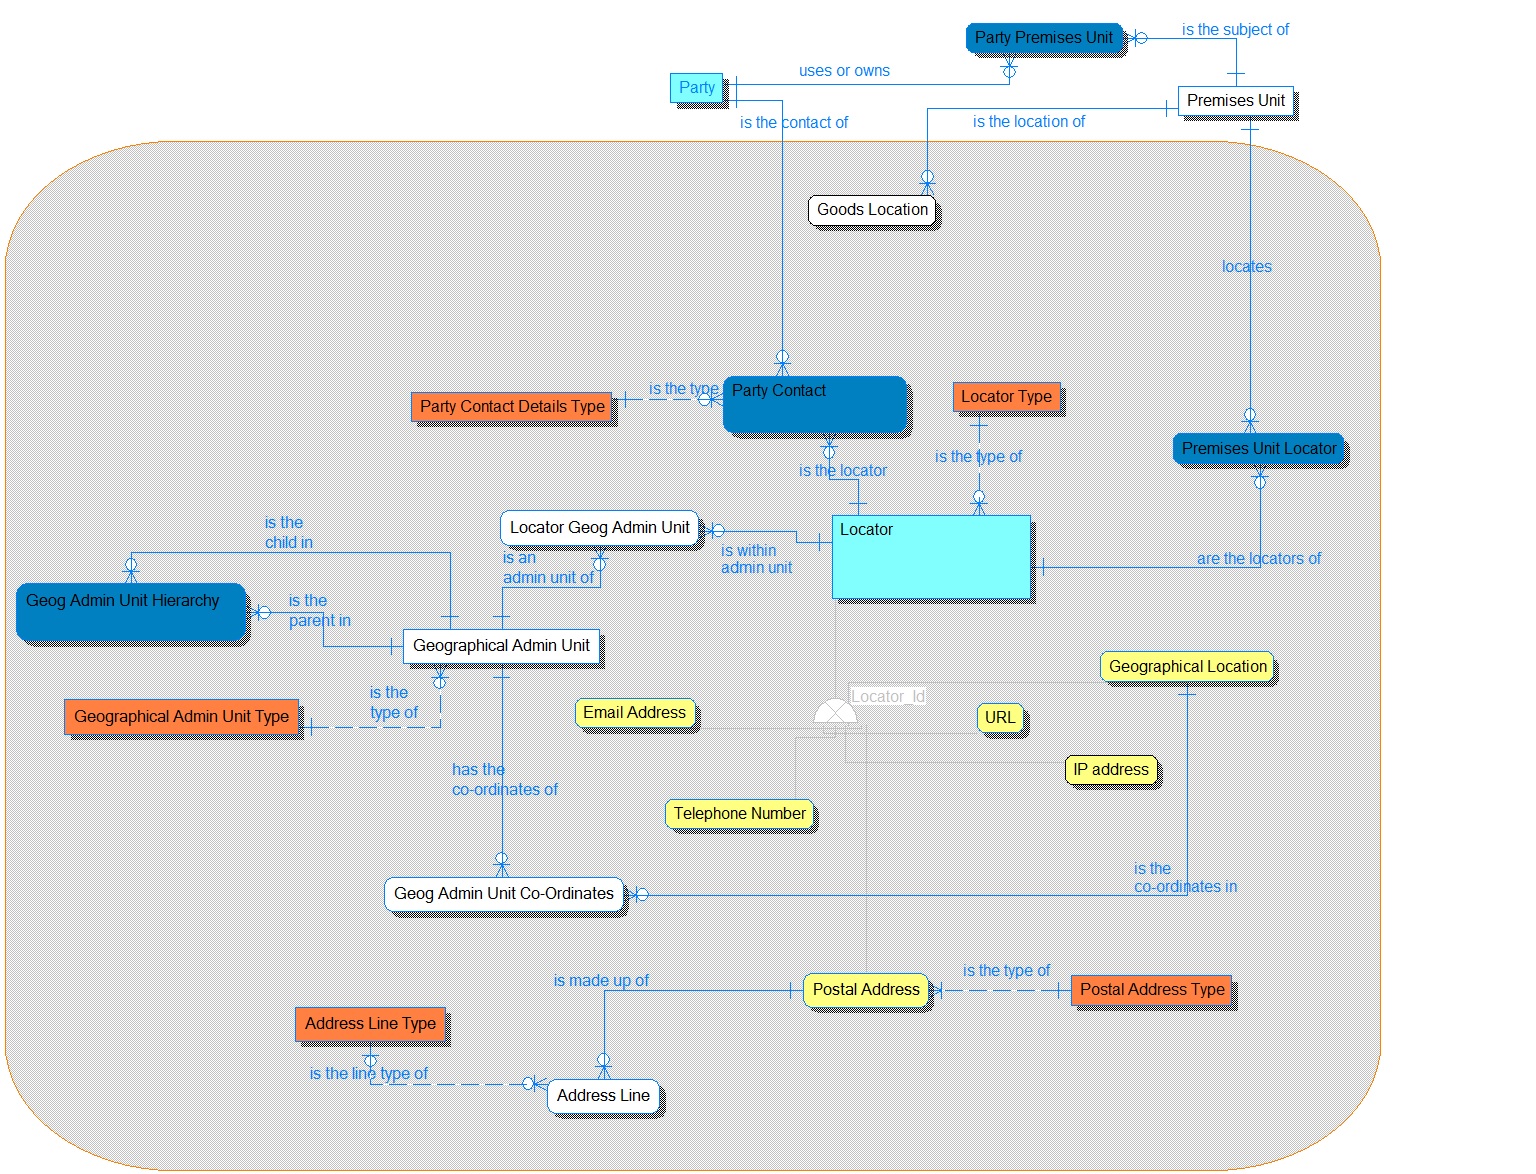 Party Premises Unit
is the subject of
uses or owns
Party
Premises Unit
is the contact of
is the location of
Goods Location
locates
is the type
Party Contact
Locator Type
Party Contact Details Type
Premises Unit Locator
is the locator
is the type of
is the
child in
Locator Geog Admin Unit
Locator
is an
admin unit of
is within
admin unit
are the locators of
Geog Admin Unit Hierarchy
is the
parent in
Geographical Admin Unit
Geographical Location
is the
type of
Locator_Id
Geographical Admin Unit Type
Email Address
URL
has the
co-ordinates of
IP address
Telephone Number
is the
co-ordinates in
Geog Admin Unit Co-Ordinates
is made up of
is the type of
Postal Address
Postal Address Type
Address Line Type
is the line type of
Address Line